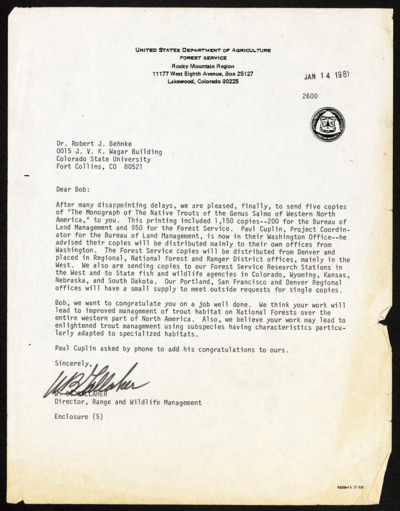 UNITED STATES DEPARTMENT OF AGRICULTURE
FOREST SERVICE
Rocky Mountain Region
11177 West Eighth Avenue, Box 25127
Lakewood, Colorado 80225
JAN 14 1981
2600
Dr. Robert J. Behnke
0015 J. V. K. Wagar Building
Colorado State University
Fort Collins, CO 80521
Dear Bob:
After many disappointing delays, we are pleased, finally, to send five copies
of "The Monograph of The Native Trouts of the Genus Salmo of Western North
America," to you. This printing included 1,150 copies--200 for the Bureau of
Land Management and 950 for the Forest Service. Paul Cuplin, Project Coordin-
ator for the Bureau of Land Management, is now in their Washington Office--he
advised their copies will be distributed mainly to their own offices from
Washington. The Forest Service copies will be distributed from Denver and
placed in Regional, National Forest and Ranger District offices, mainly in the
West. We also are sending copies to our Forest Service Research Stations in
the West and to State fish and wildlife agencies in Colorado, Wyoming, Kansas,
Nebraska, and South Dakota. Our Portland, San Francisco and Denver Regional
offices will have a small supply to meet outside requests for single copies.
Bob, we want to congratulate you on a job well done. We think your work will
lead to improved management of trout habitat on National Forests over the
entire western part of North America. Also, we believe your work may lead to
enlightened trout management using subspecies having characteristics particu-
larly adapted to specialized habitats.
Paul Cuplin asked by phone to add his congratulations to ours.
Sincerely,
W B Gallaher
W. B. GALLAHER
Director, Range and Wildlife Management
Enclosure (5)